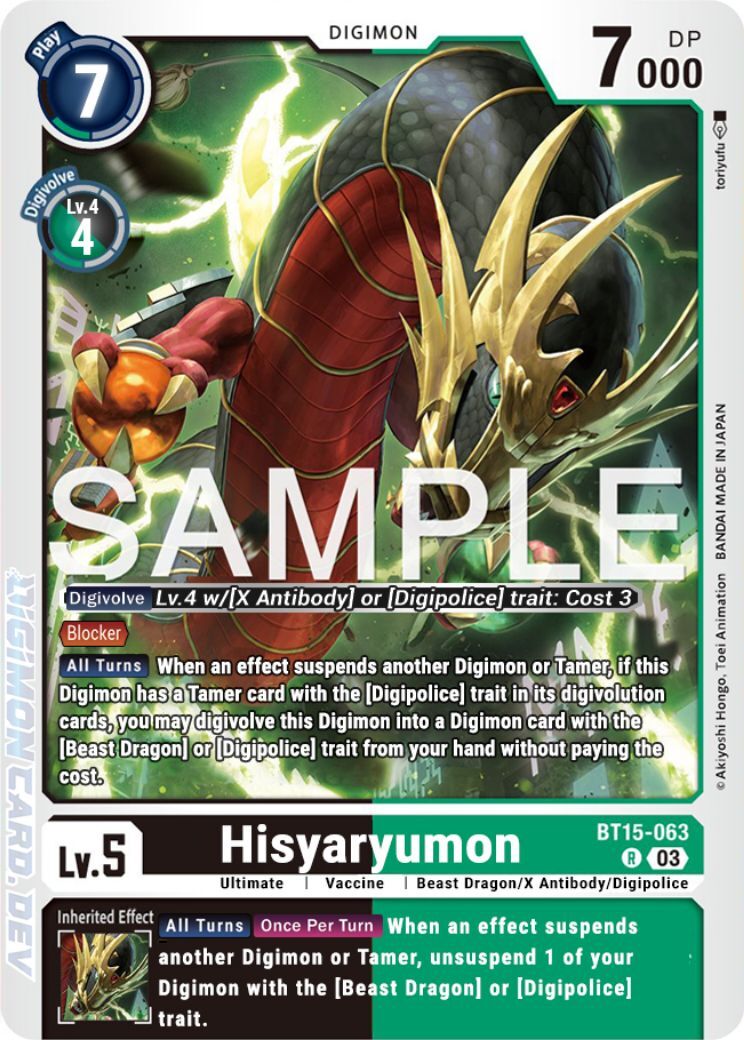 DIGIMON
Play
7
DP
7000
Digivolve
Lv.4
4
toriyufu
SAMPLE
Digivolve Lv.4 w/[X Antibody] or [Digipolice] trait: Cost 3
Blocker
All Turns When an effect suspends another Digimon or Tamer, if this
Digimon has a Tamer card with the [Digipolice] trait in its digivolution
cards, you may digivolve this Digimon into a Digimon card with the
[Beast Dragon] or [Digipolice] trait from your hand without paying the
cost.
© Akiyoshi Hongo, Toei Animation BANDAI MADE IN JAPAN
DIGIMONCARD.DEV
Lv.5
Hisyaryumon
BT15-063
R 03
Ultimate | Vaccine | Beast Dragon/X Antibody/Digipolice
Inherited Effect
All Turns Once Per Turn When an effect suspends
another Digimon or Tamer, unsuspend 1 of your
Digimon with the [Beast Dragon] or [Digipolice]
trait.